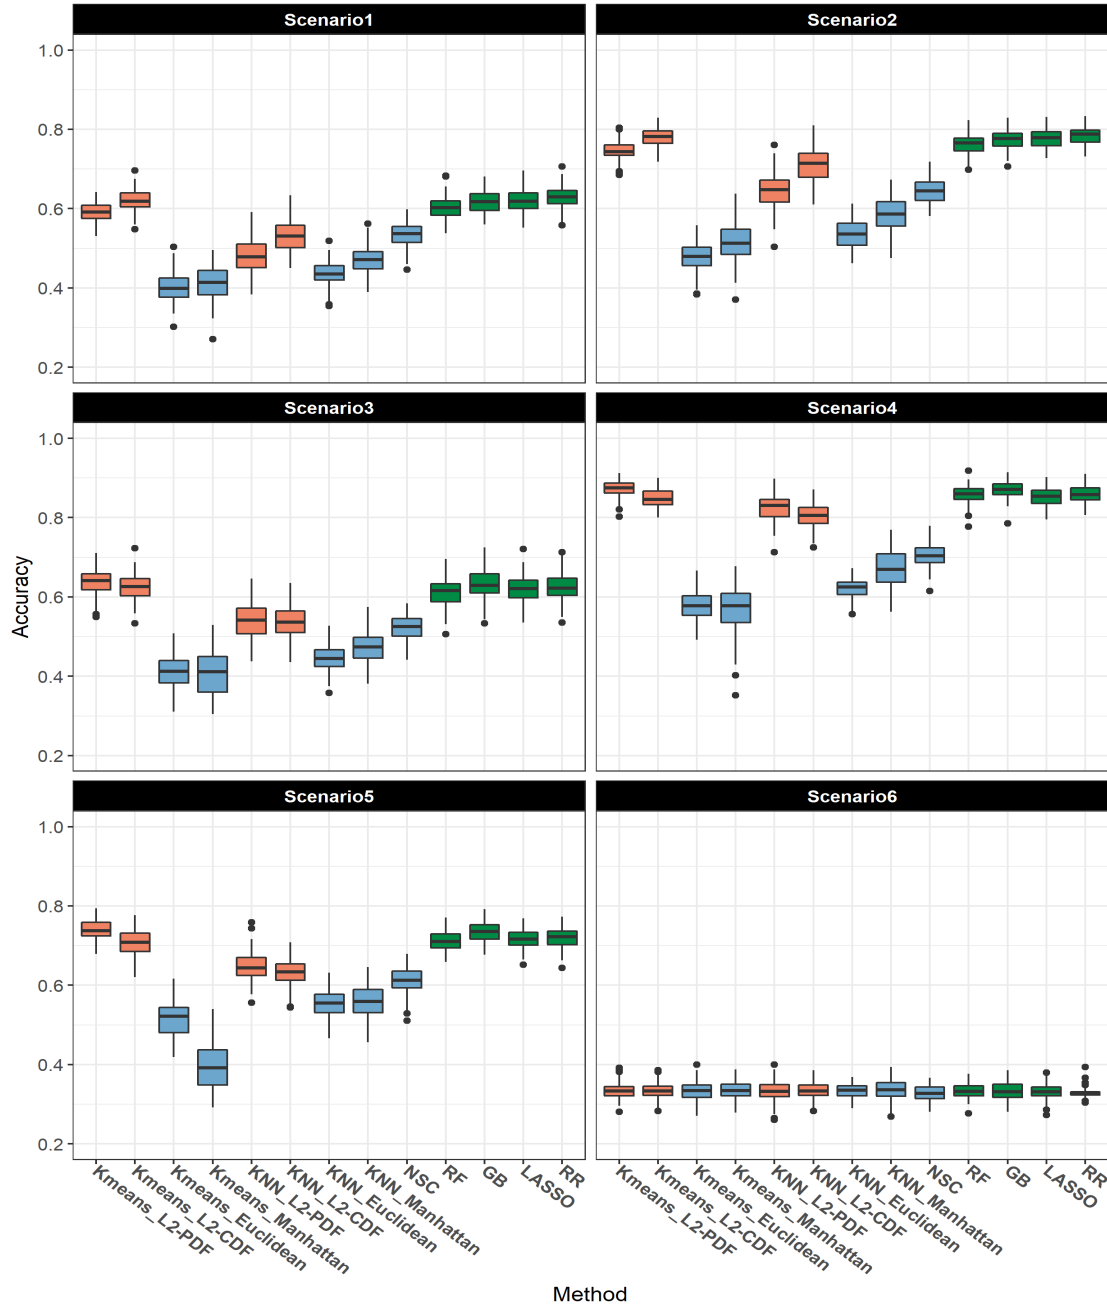 Scenario1
Scenario2
1.0
0.8
0.6
0.4
0.2
Scenario3
Scenario4
1.0
0.8
0.6
0.4
0.2
Scenario5
Scenario6
1.0
0.8
0.6
0.4
0.2
Accuracy
Kmeans_L2-PDF
Kmeans_L2-CDF
Kmeans_Euclidean
Kmeans_Manhattan
KNN_L2-PDF
KNN_L2-CDF
KNN_Euclidean
KNN_Manhattan
NSC
RF
GB
LASSO
RR
Kmeans_L2-PDF
Kmeans_L2-CDF
Kmeans_Euclidean
Kmeans_Manhattan
KNN_L2-PDF
KNN_L2-CDF
KNN_Euclidean
KNN_Manhattan
NSC
RF
GB
LASSO
RR
Method